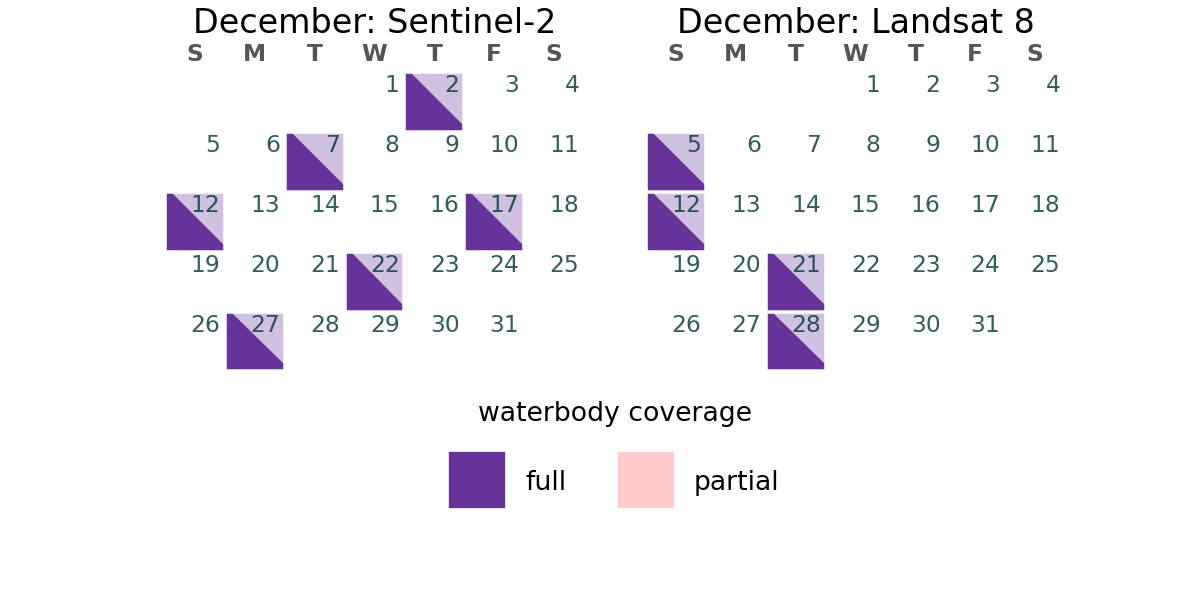 December: Sentinel-2
S M T W T F S
1 2 3 4
5 6 7 8 9 10 11
12 13 14 15 16 17 18
19 20 21 22 23 24 25
26 27 28 29 30 31
December: Landsat 8
S M T W T F S
1 2 3 4
5 6 7 8 9 10 11
12 13 14 15 16 17 18
19 20 21 22 23 24 25
26 27 28 29 30 31
waterbody coverage
full
partial